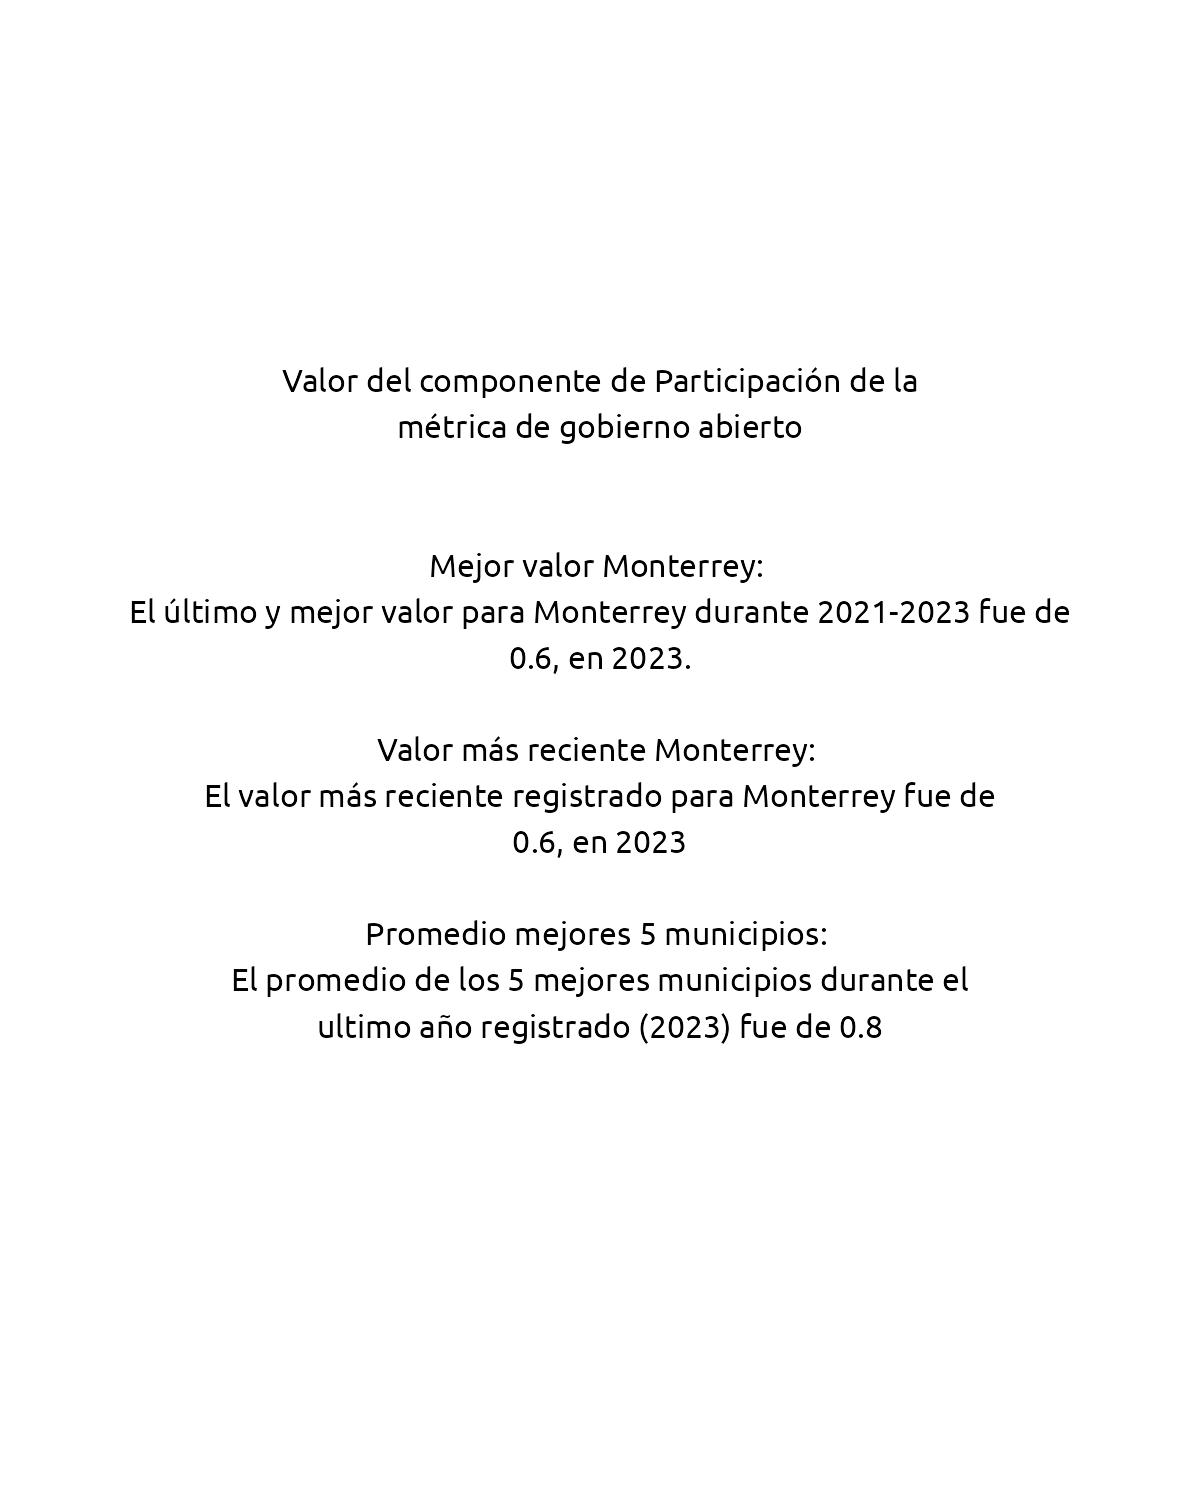 Valor del componente de Participación de la
métrica de gobierno abierto
Mejor valor Monterrey:
El último y mejor valor para Monterrey durante 2021-2023 fue de
0.6, en 2023.
Valor más reciente Monterrey:
El valor más reciente registrado para Monterrey fue de
0.6, en 2023
Promedio mejores 5 municipios:
El promedio de los 5 mejores municipios durante el
ultimo año registrado (2023) fue de 0.8